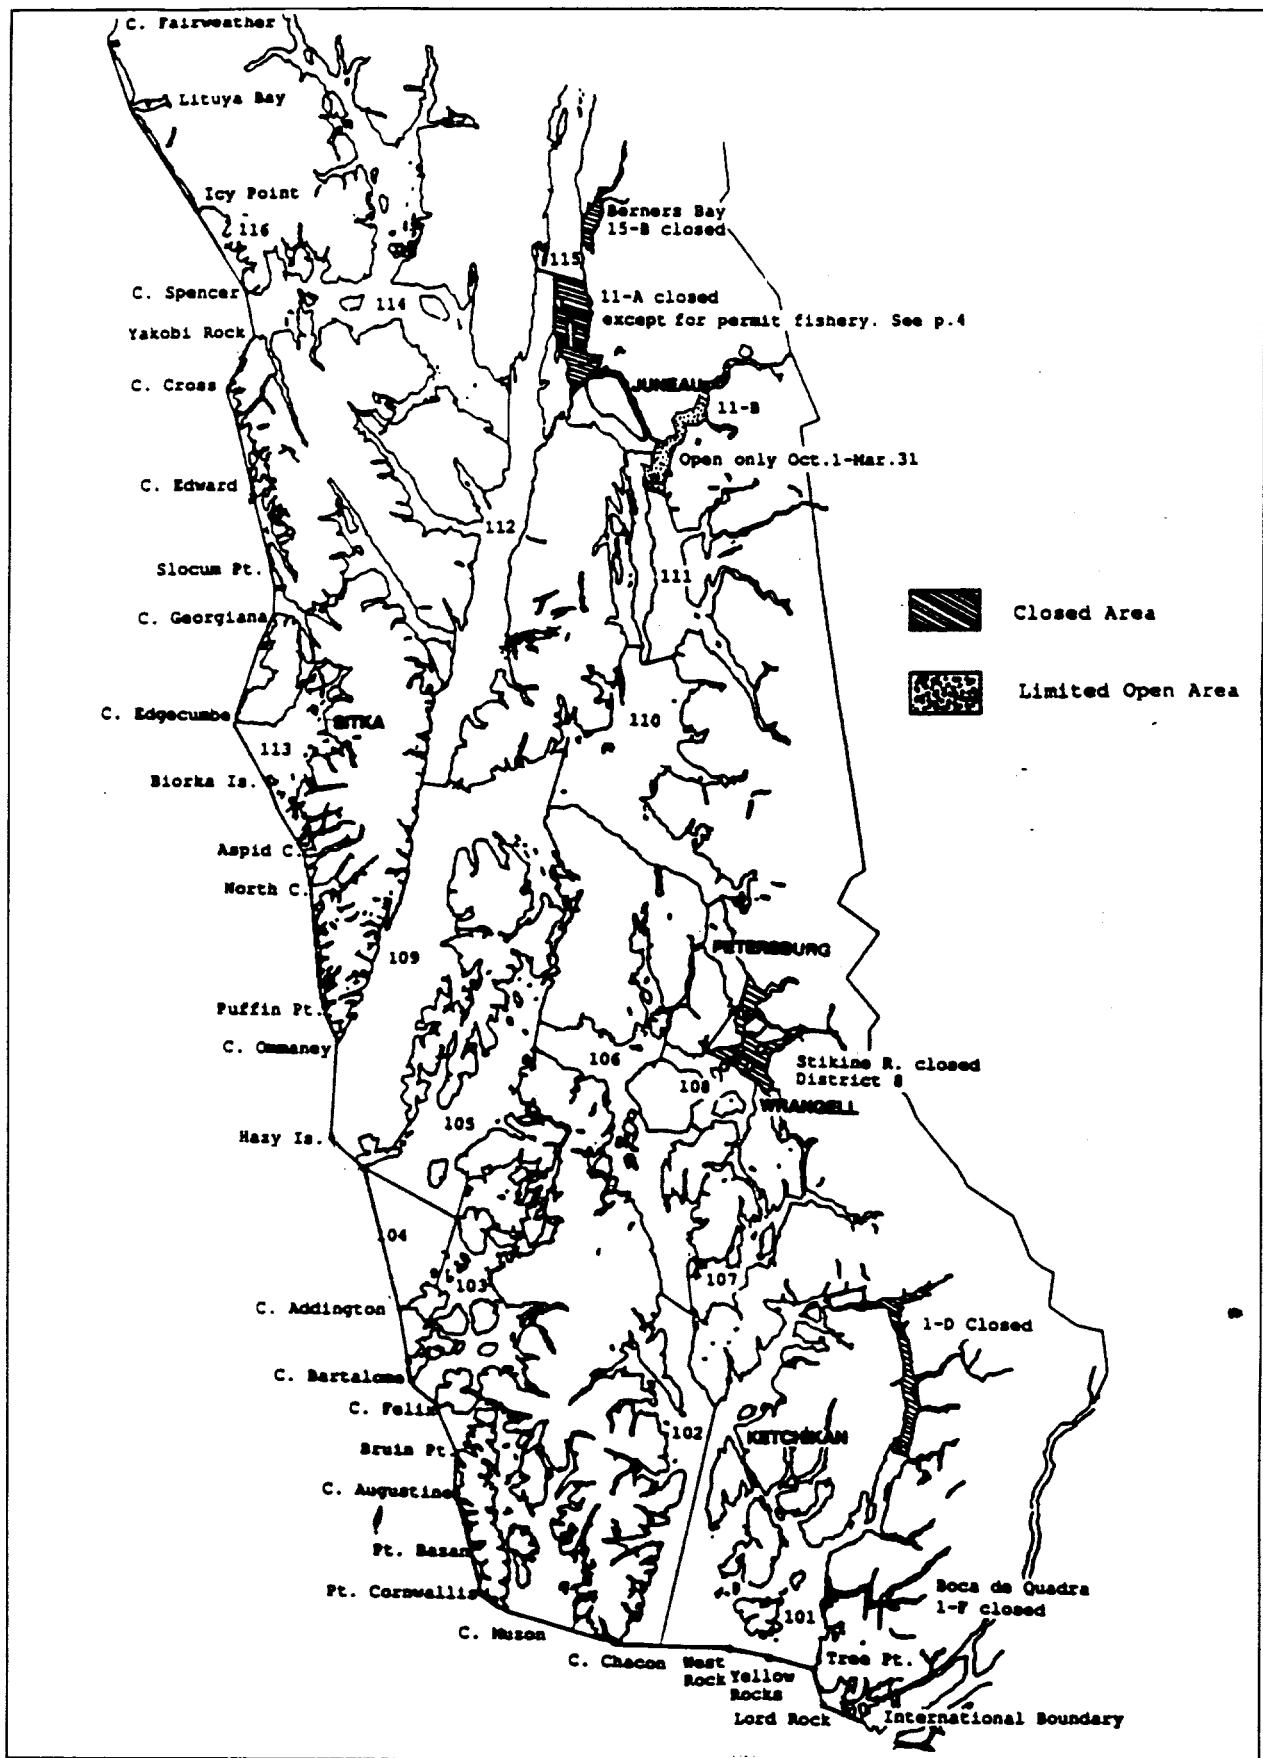 C. Fairweather
Lituya Bay
Icy Point
116
Berners Bay
15-B closed
115
C. Spencer
114
11-A closed
except for permit fishery. See p.4
Yakobi Rock
C. Cross
JUNEAU
11-B
Open only Oct.1-Mar.31
C. Edward
112
Slocum Pt.
111
C. Georgiana
Closed Area
Limited Open Area
C. Edgecumbe
SITKA
110
113
Biorka Is.
Aspid C.
North C.
PETERSBURG
109
Puffin Pt.
C. Ommaney
106
108
Stikine R. closed
District 8
WRANGELL
105
Hazy Is.
104
103
107
C. Addington
1-D Closed
C. Bartalome
C. Felix
102
KETCHIKAN
Bruin Pt.
C. Augustine
Pt. Bazan
Pt. Cornwallis
Boca de Quadra
1-F closed
101
C. Muzon
C. Chacon
West
Rock
Yellow
Rocks
Tree Pt.
Lord Rock
International Boundary